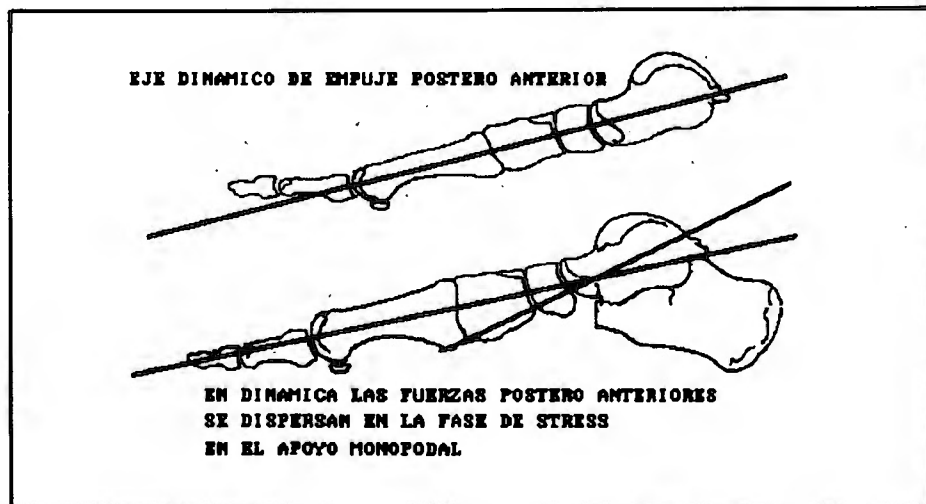 EJE DINAMICO DE EMPUJE POSTERO ANTERIOR
EN DINAMICA LAS FUERZAS POSTERO ANTERIORES
SE DISPERSAN EN LA FASE DE STRESS
EN EL APOYO MONOPODAL